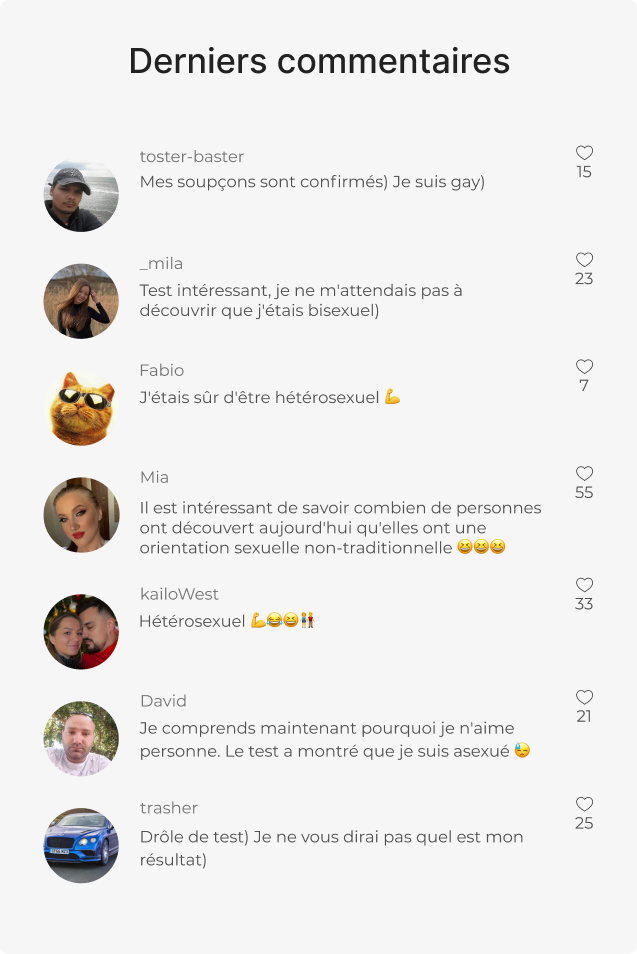 Derniers commentaires
toster-baster
15
Mes soupçons sont confirmés) Je suis gay)
_mila
23
Test intéressant, je ne m'attendais pas à
découvrir que j'étais bisexuel)
Fabio
7
J'étais sûr d'être hétérosexuel 💪
Mia
55
Il est intéressant de savoir combien de personnes
ont découvert aujourd'hui qu'elles ont une
orientation sexuelle non-traditionnelle 😆😆😆
kailoWest
33
Hétérosexuel 💪😂😆👫
David
21
Je comprends maintenant pourquoi je n'aime
personne. Le test a montré que je suis asexué 😓
trasher
25
Drôle de test) Je ne vous dirai pas quel est mon
résultat)